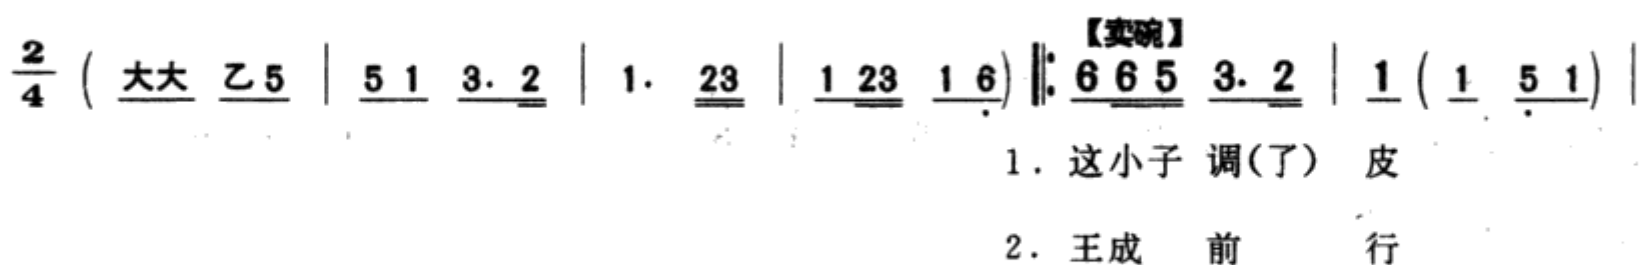 【卖碗】
2/4 ( 大大 乙5 | 5 1 3. 2 | 1. 23 | 1 23 1 6 ) ‖: 6 6 5 3. 2 | 1 ( 1 5 1 ) |
1. 这小子 调(了) 皮
2. 王成 前 行